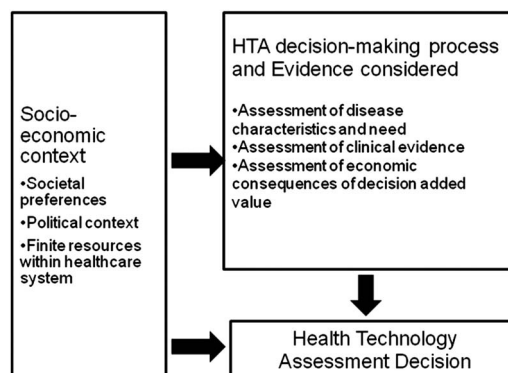 Socio-
economic
context
•Societal
preferences
•Political context
•Finite resources
within healthcare
system
HTA decision-making process
and Evidence considered
•Assessment of disease
characteristics and need
•Assessment of clinical evidence
•Assessment of economic
consequences of decision added
value
Health Technology
Assessment Decision